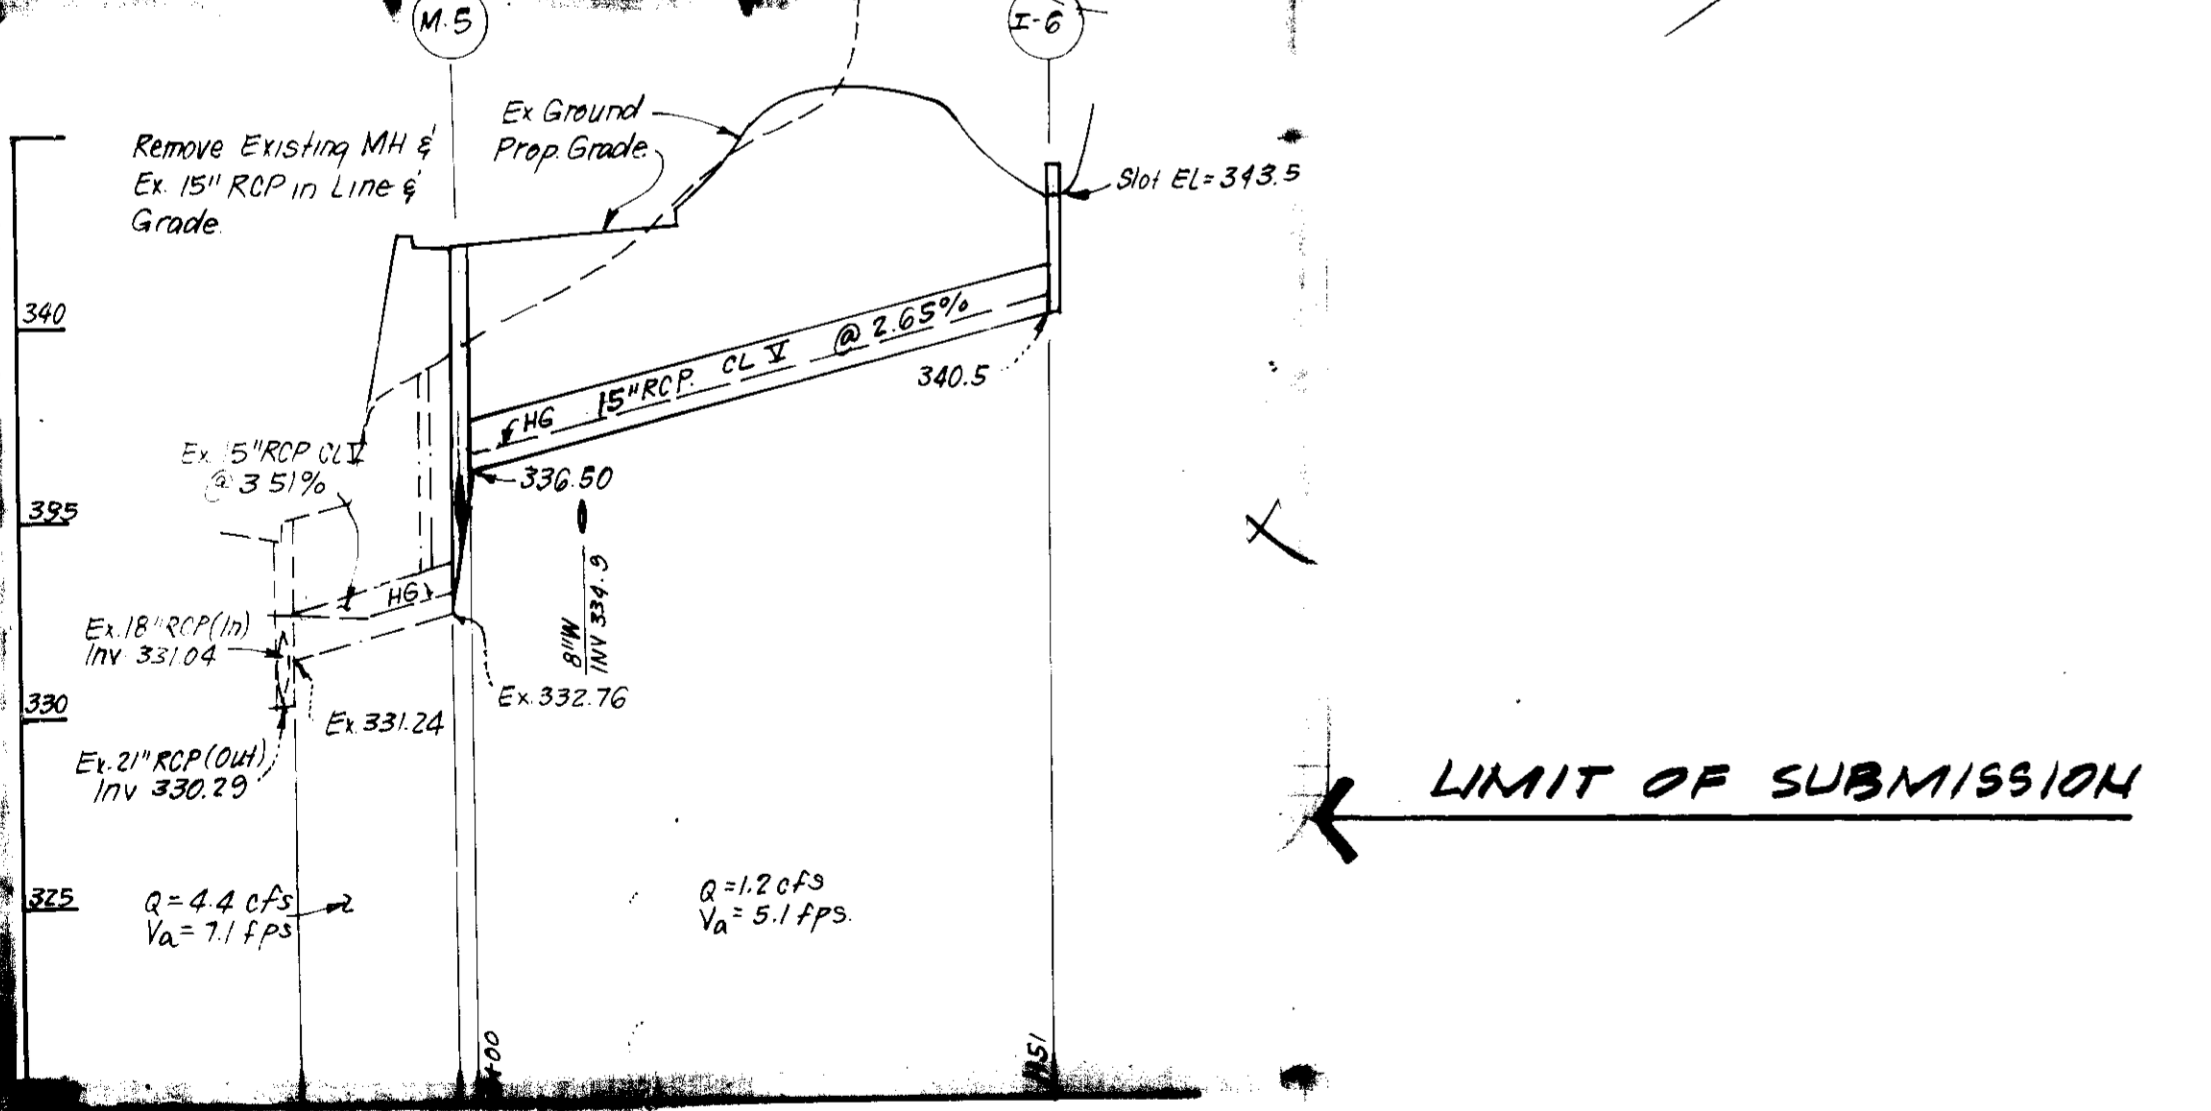 M-5
I-6
Remove Existing MH &
Ex. 15" RCP in Line &
Grade.
Ex Ground
Prop. Grade
Slot EL= 343.5
340
335
330
325
15" RCP. CL V @ 2.65%
HG
340.5
336.50
Ex. 15" RCP CL V
@ 3.51%
HG
8"W
INV 334.9
Ex. 18" RCP (In)
Inv 331.04
Ex. 332.76
Ex. 331.24
Ex. 21" RCP (Out)
Inv 330.29
Q = 4.4 cfs
Va = 7.1 fps
Q = 1.2 cfs
Va = 5.1 fps.
LIMIT OF SUBMISSION
+00